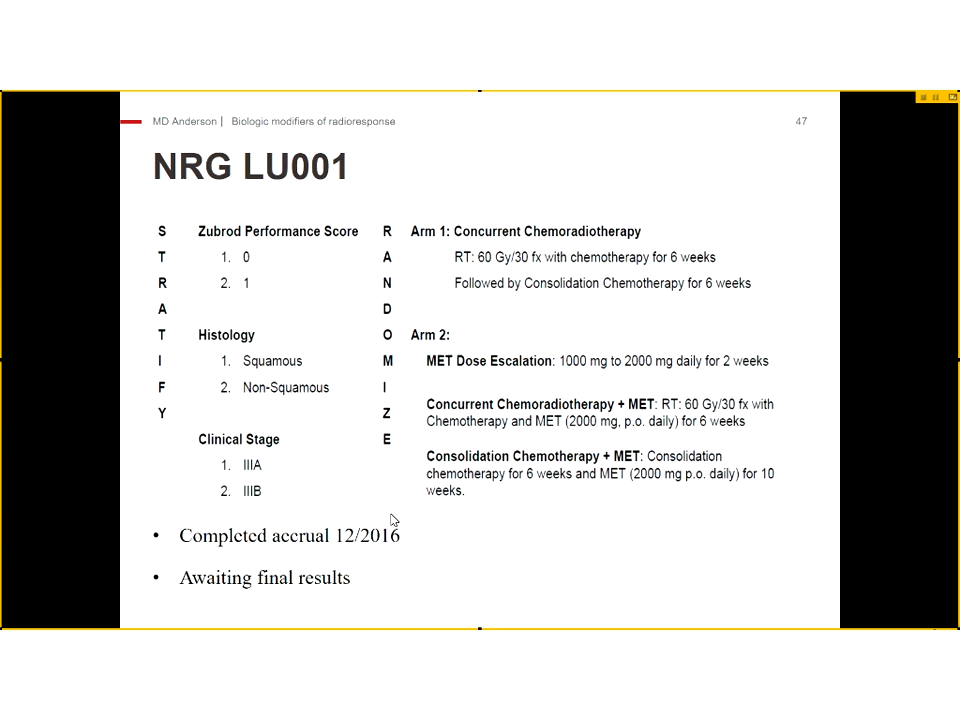 MD Anderson | Biologic modifiers of radioresponse
47
NRG LU001
S
T
R
A
T
I
F
Y
Zubrod Performance Score
1. 0
2. 1
Histology
1. Squamous
2. Non-Squamous
Clinical Stage
1. IIIA
2. IIIB
R
A
N
D
O
M
I
Z
E
Arm 1: Concurrent Chemoradiotherapy
RT: 60 Gy/30 fx with chemotherapy for 6 weeks
Followed by Consolidation Chemotherapy for 6 weeks
Arm 2:
MET Dose Escalation: 1000 mg to 2000 mg daily for 2 weeks
Concurrent Chemoradiotherapy + MET: RT: 60 Gy/30 fx with
Chemotherapy and MET (2000 mg, p.o. daily) for 6 weeks
Consolidation Chemotherapy + MET: Consolidation
chemotherapy for 6 weeks and MET (2000 mg p.o. daily) for 10
weeks.
• Completed accrual 12/2016
• Awaiting final results